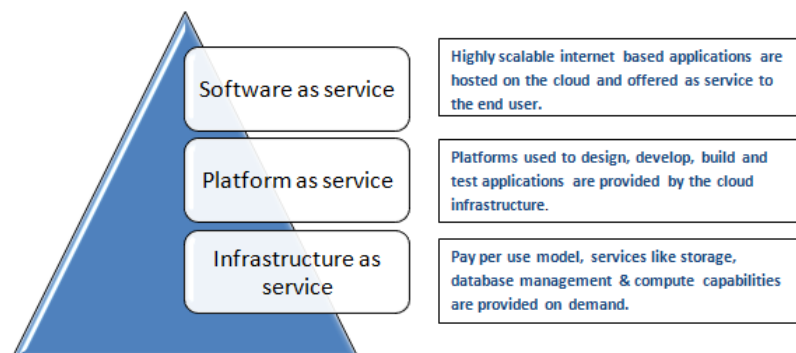 Software as service
Highly scalable internet based applications are
hosted on the cloud and offered as service to
the end user.
Platform as service
Platforms used to design, develop, build and
test applications are provided by the cloud
infrastructure.
Infrastructure as
service
Pay per use model, services like storage,
database management & compute capabilities
are provided on demand.